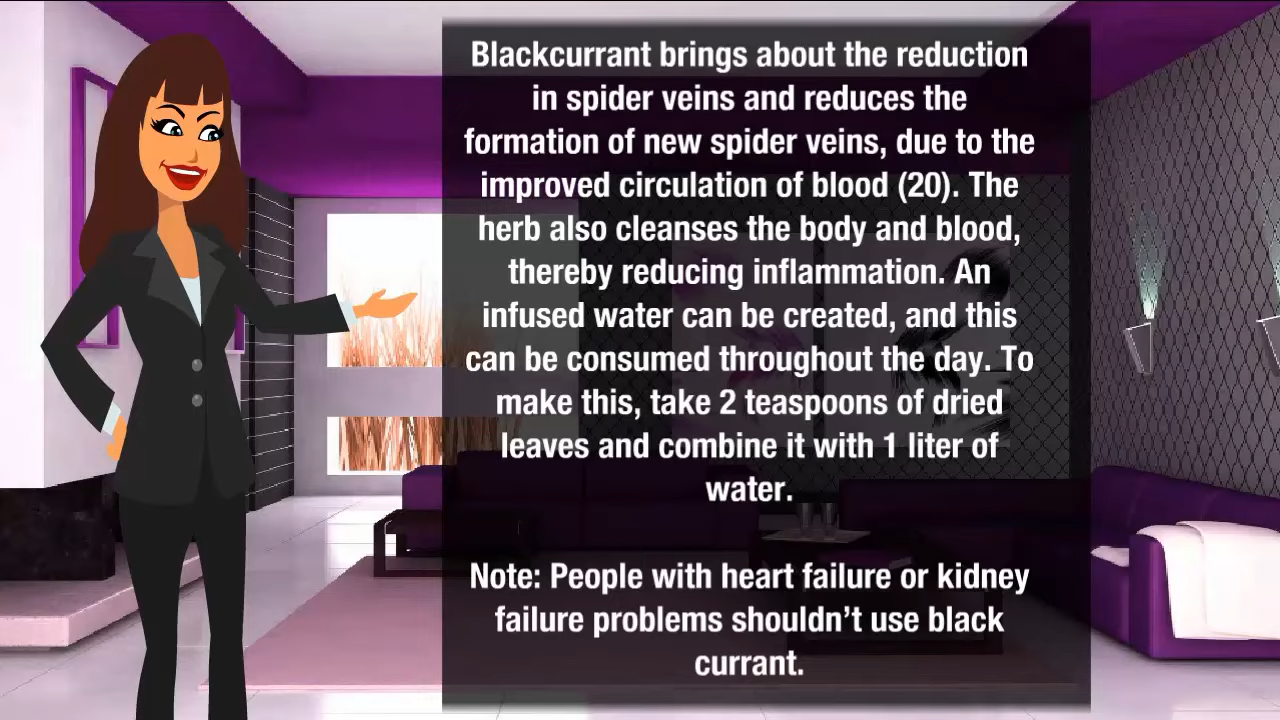 Blackcurrant brings about the reduction
in spider veins and reduces the
formation of new spider veins, due to the
improved circulation of blood (20). The
herb also cleanses the body and blood,
thereby reducing inflammation. An
infused water can be created, and this
can be consumed throughout the day. To
make this, take 2 teaspoons of dried
leaves and combine it with 1 liter of
water.
Note: People with heart failure or kidney
failure problems shouldn’t use black
currant.